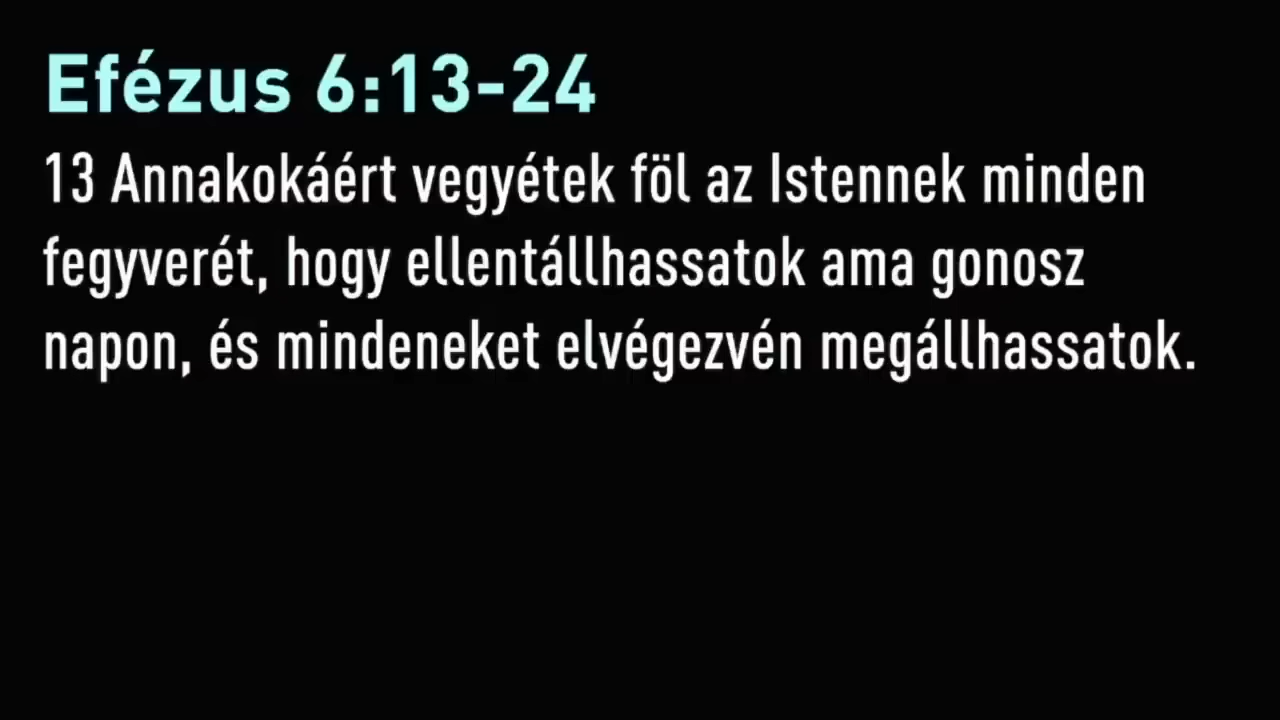 Efézus 6:13-24
13 Annakokáért vegyétek föl az Istennek minden
fegyverét, hogy ellentállhassatok ama gonosz
napon, és mindeneket elvégezvén megállhassatok.